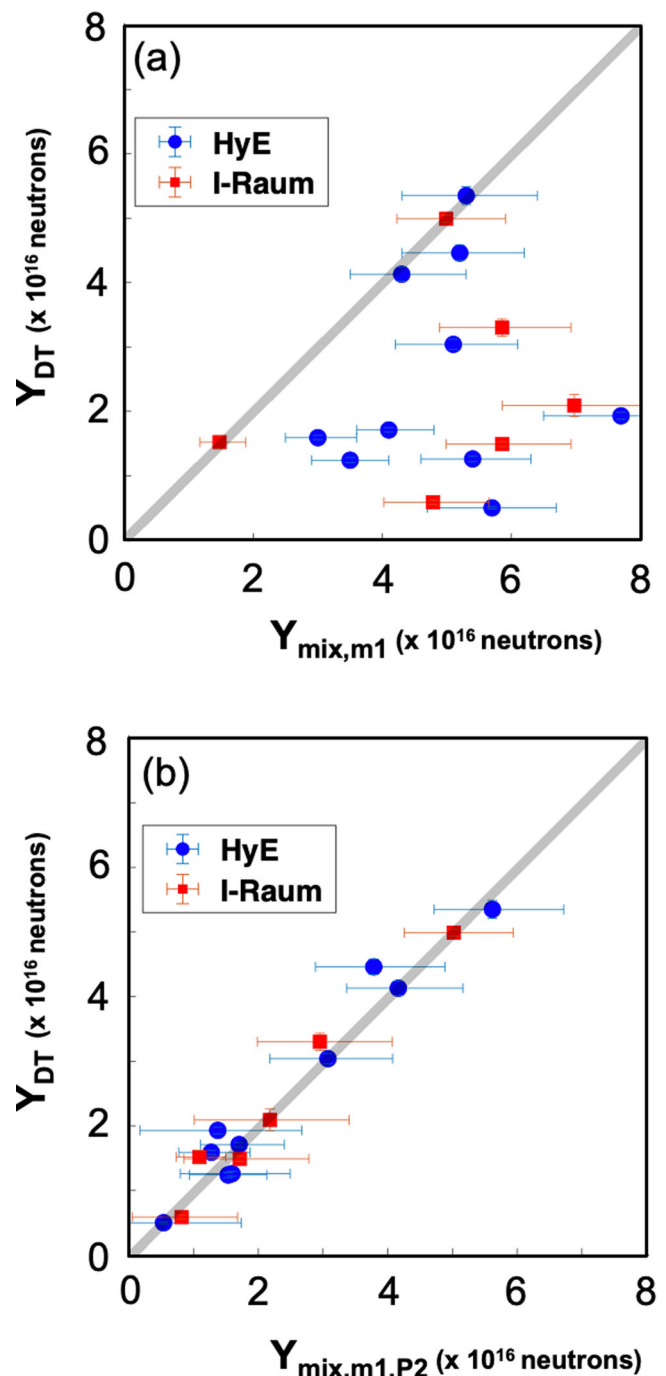 (a)
HyE
I-Raum
8
6
4
2
0
Y_DT (x 10^16 neutrons)
0 2 4 6 8
Y_mix,m1 (x 10^16 neutrons)
(b)
HyE
I-Raum
8
6
4
2
0
Y_DT (x 10^16 neutrons)
0 2 4 6 8
Y_mix,m1,P2 (x 10^16 neutrons)